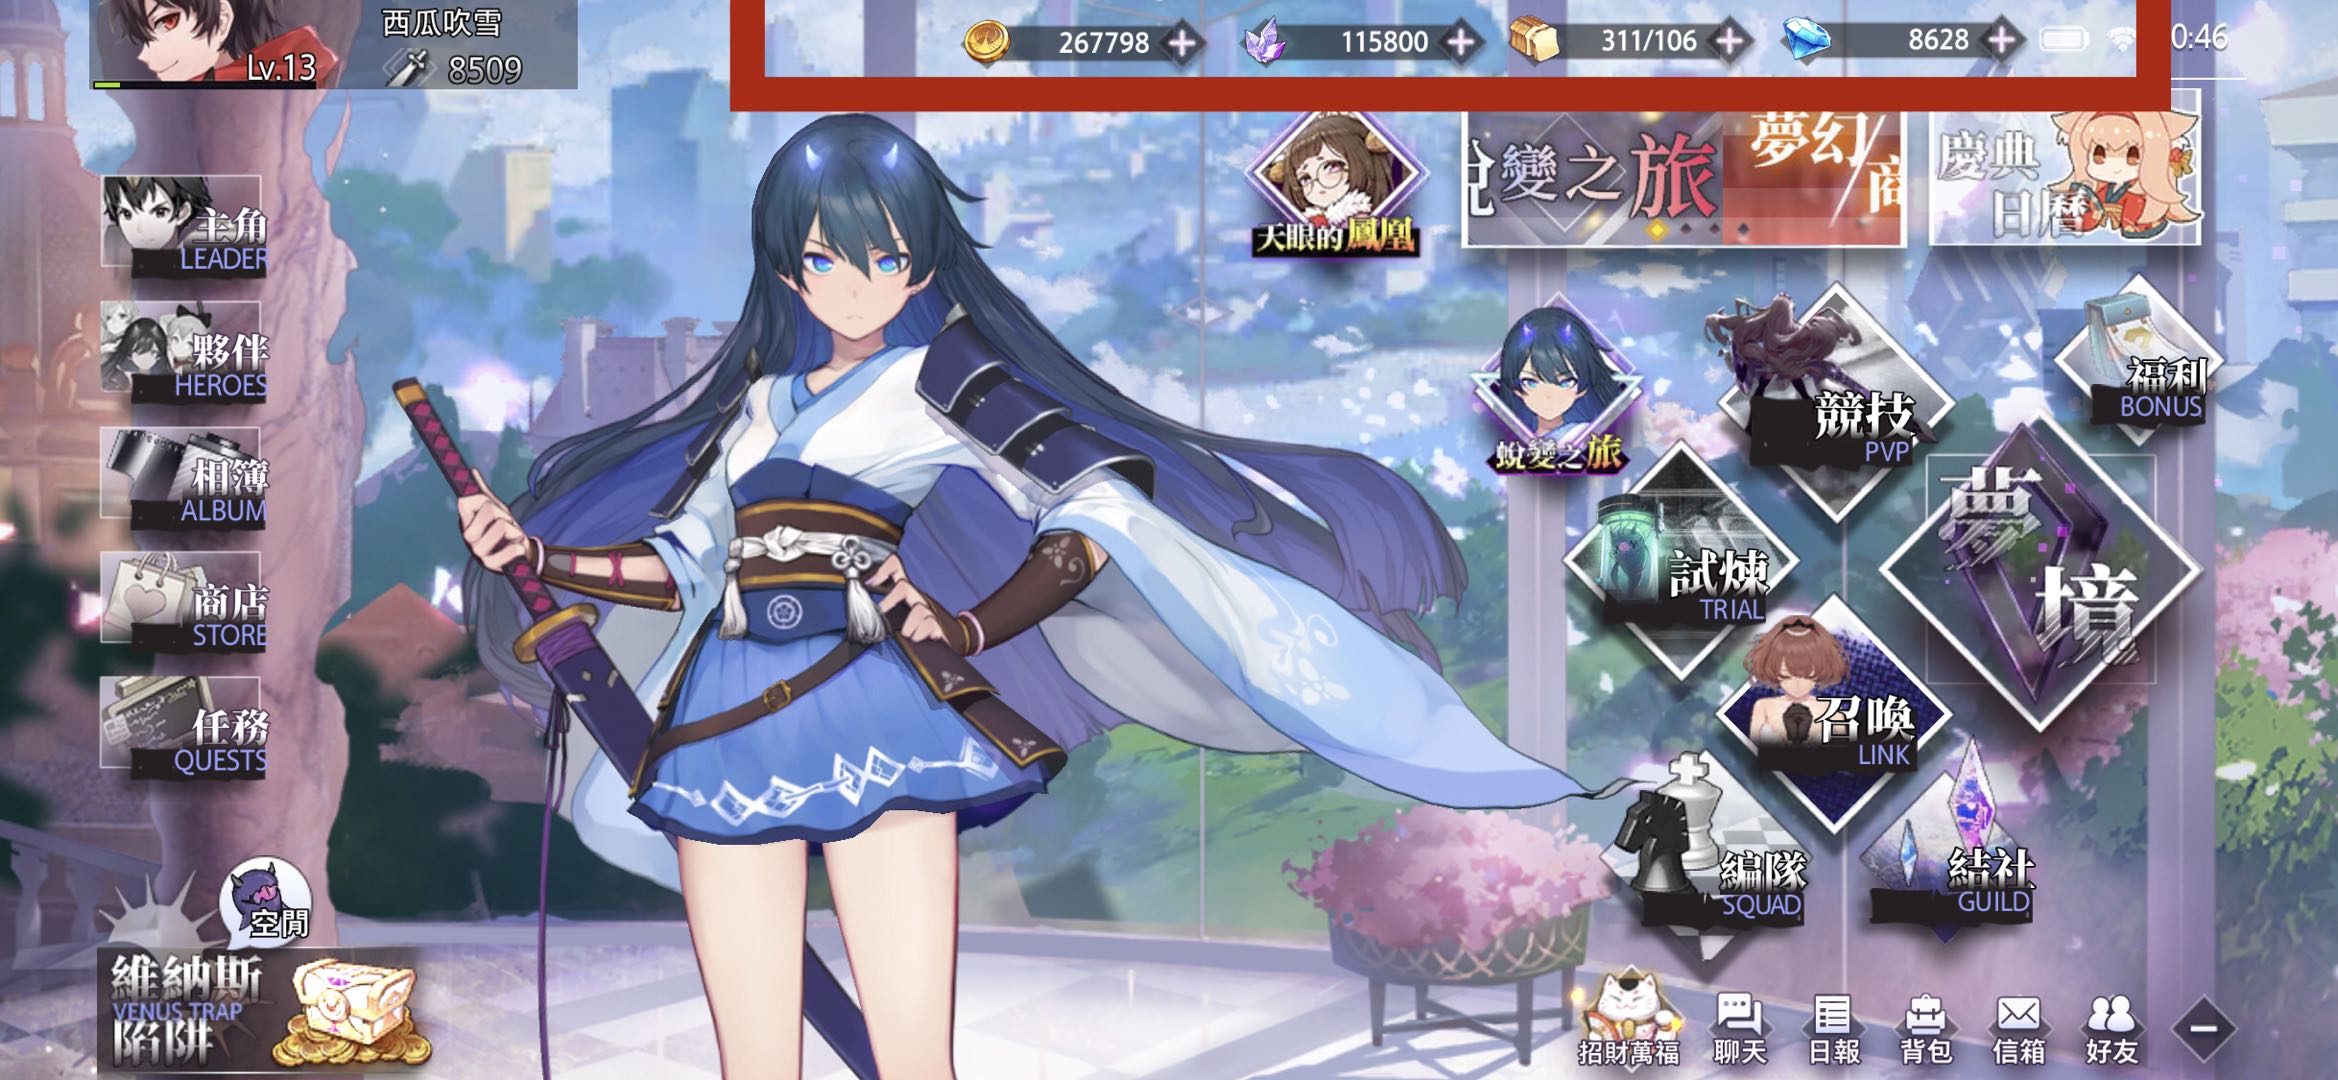 西瓜吹雪
Lv.13
8509
267798
115800
311/106
8628
0:46
天眼的鳳凰
蛻變之旅
夢幻
商
慶典
日曆
主角
LEADER
夥伴
HEROES
相簿
ALBUM
商店
STORE
任務
QUESTS
蛻變之旅
競技
PVP
福利
BONUS
試煉
TRIAL
夢境
召喚
LINK
編隊
SQUAD
結社
GUILD
空閒
維納斯
VENUS TRAP
陷阱
招財萬福
聊天
日報
背包
信箱
好友